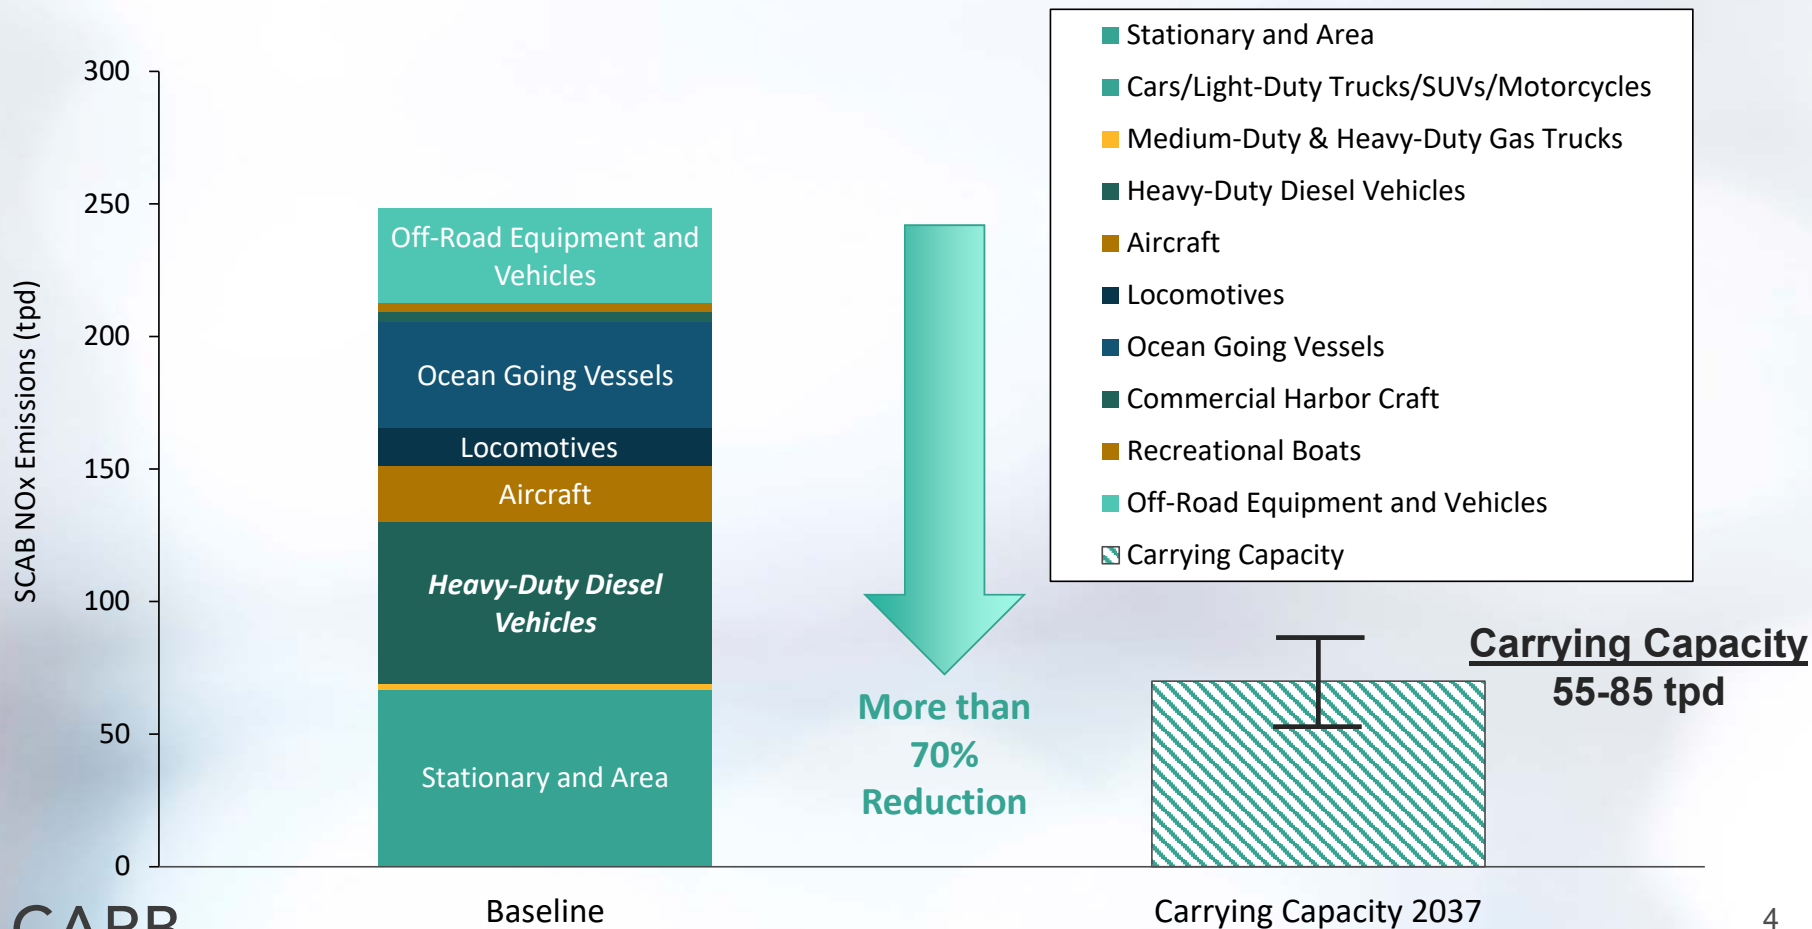 Stationary and Area
Cars/Light-Duty Trucks/SUVs/Motorcycles
Medium-Duty & Heavy-Duty Gas Trucks
Heavy-Duty Diesel Vehicles
Aircraft
Locomotives
Ocean Going Vessels
Commercial Harbor Craft
Recreational Boats
Off-Road Equipment and Vehicles
Carrying Capacity
SCAB NOx Emissions (tpd)
300
250
200
150
100
50
0
Off-Road Equipment and
Vehicles
Ocean Going Vessels
Locomotives
Aircraft
Heavy-Duty Diesel
Vehicles
Stationary and Area
More than
70%
Reduction
Carrying Capacity
55-85 tpd
Baseline
Carrying Capacity 2037
CARB
4